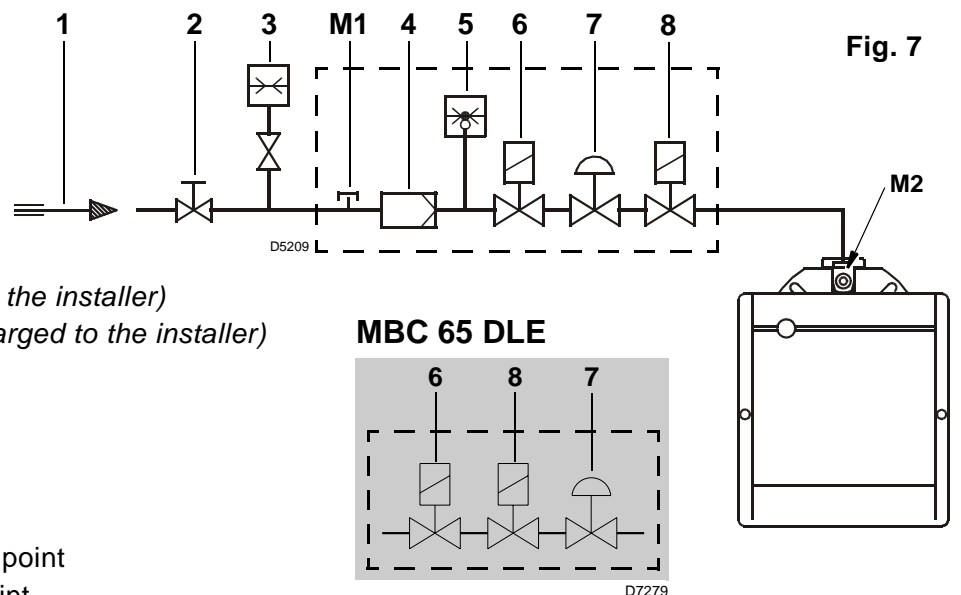 1 2 3 M1 4 5 6 7 8
Fig. 7
M2
D5209
the installer)
arged to the installer)
MBC 65 DLE
6 8 7
point
D7279